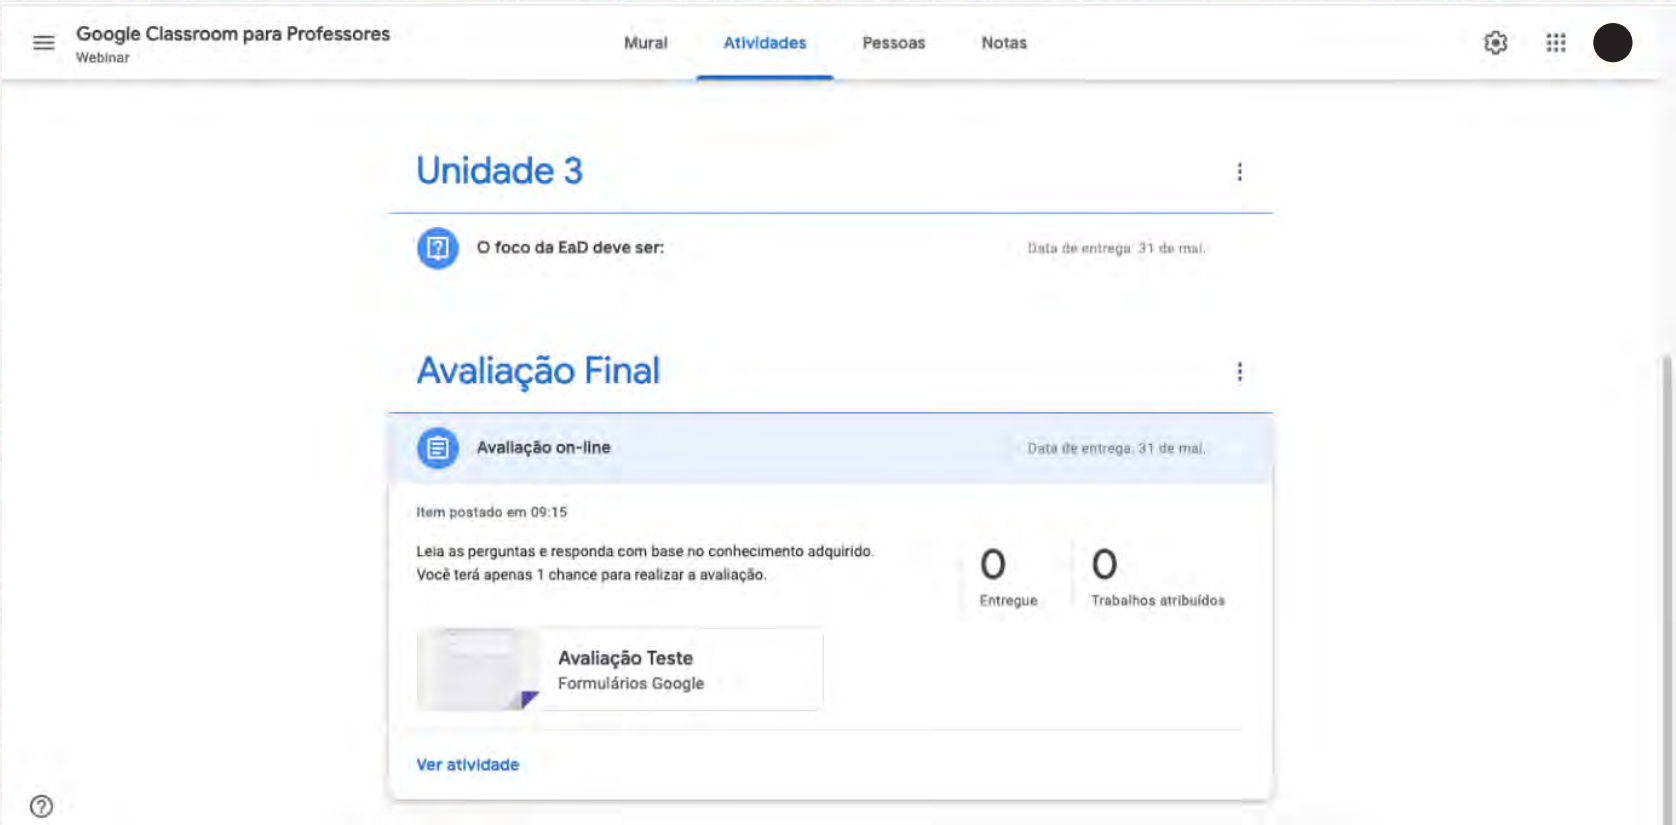 Google Classroom para Professores
Webinar
Mural
Atividades
Pessoas
Notas
Unidade 3
O foco da EaD deve ser:
Data de entrega: 31 de mai.
Avaliação Final
Avaliação on-line
Data de entrega: 31 de mai.
Item postado em 09:15
Leia as perguntas e responda com base no conhecimento adquirido.
Você terá apenas 1 chance para realizar a avaliação.
0
Entregue
0
Trabalhos atribuídos
Avaliação Teste
Formulários Google
Ver atividade